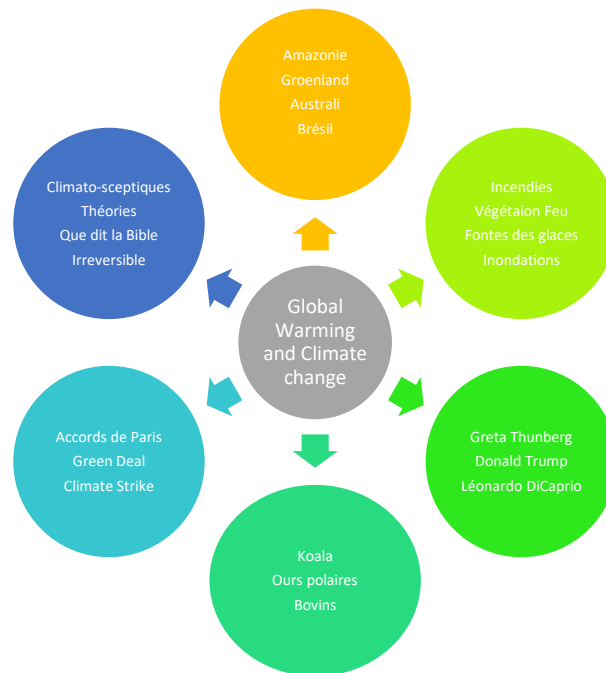 Amazonie
Groenland
Australi
Brésil
Climato-sceptiques
Théories
Que dit la Bible
Irreversible
Incendies
Végétaion Feu
Fontes des glaces
Inondations
Global
Warming
and Climate
change
Accords de Paris
Green Deal
Climate Strike
Greta Thunberg
Donald Trump
Léonardo DiCaprio
Koala
Ours polaires
Bovins